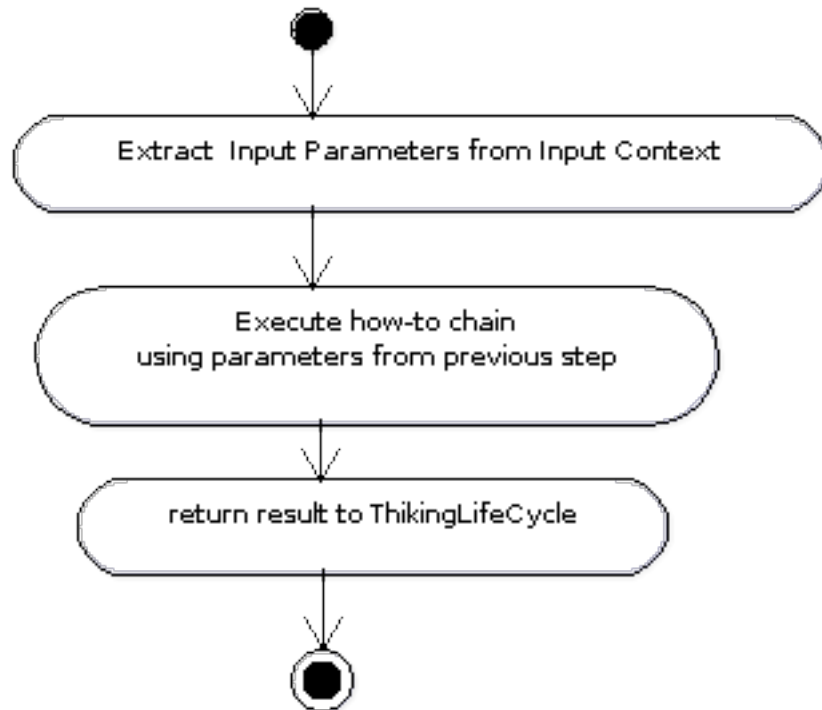 Extract Input Parameters from Input Context
Execute how-to chain
using parameters from previous step
return result to ThikingLifeCycle